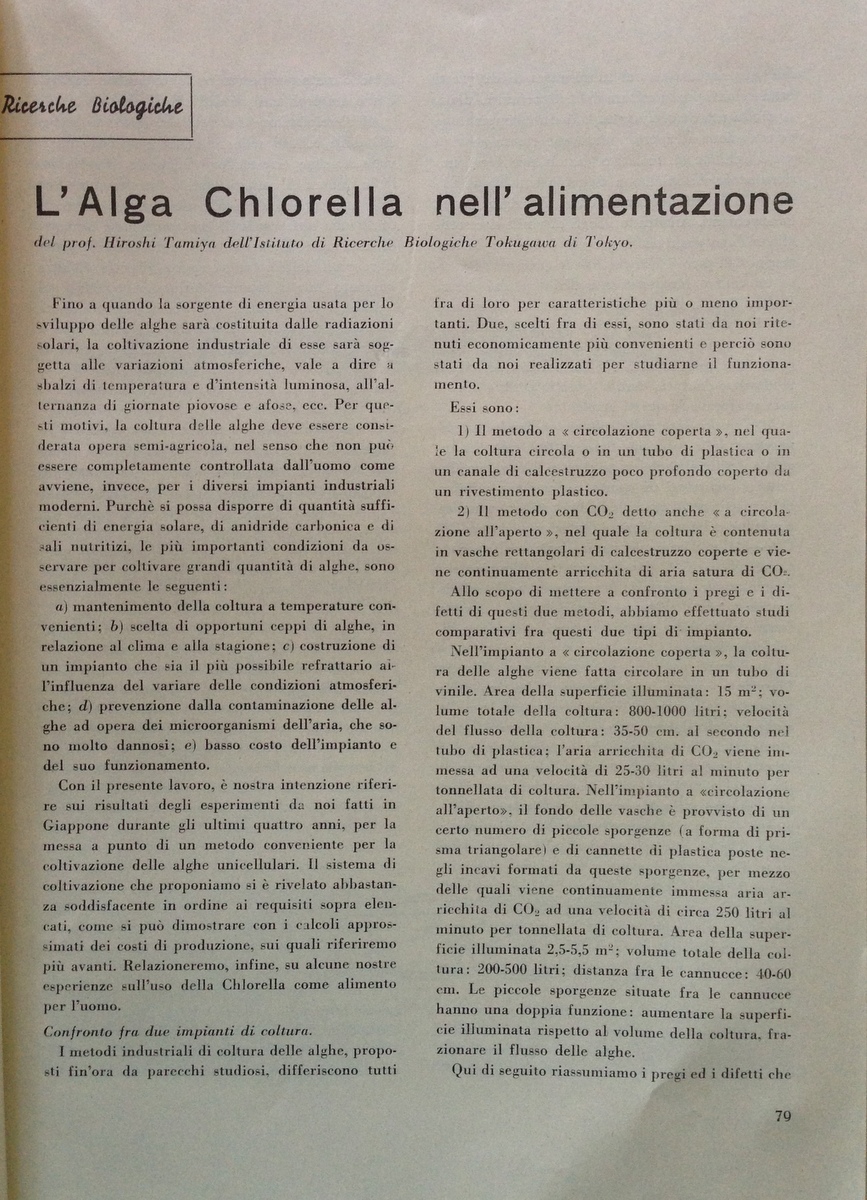 Ricerche Biologiche
L'Alga Chlorella nell'alimentazione
del prof. Hiroshi Tamiya dell'Istituto di Ricerche Biologiche Tokugawa di Tokyo.
Fino a quando la sorgente di energia usata per lo
sviluppo delle alghe sarà costituita dalle radiazioni
solari, la coltivazione industriale di esse sarà sog-
getta alle variazioni atmosferiche, vale a dire a
sbalzi di temperatura e d'intensità luminosa, all'al-
ternanza di giornate piovose e afose, ecc. Per que-
sti motivi, la coltura delle alghe deve essere consi-
derata opera semi-agricola, nel senso che non può
essere completamente controllata dall'uomo come
avviene, invece, per i diversi impianti industriali
moderni. Purchè si possa disporre di quantità suffi-
cienti di energia solare, di anidride carbonica e di
sali nutritizi, le più importanti condizioni da os-
servare per coltivare grandi quantità di alghe, sono
essenzialmente le seguenti:
a) mantenimento della coltura a temperature con-
venienti; b) scelta di opportuni ceppi di alghe, in
relazione al clima e alla stagione; c) costruzione di
un impianto che sia il più possibile refrattario al-
l'influenza del variare delle condizioni atmosferi-
che; d) prevenzione dalla contaminazione delle al-
ghe ad opera dei microorganismi dell'aria, che so-
no molto dannosi; e) basso costo dell'impianto e
del suo funzionamento.
Con il presente lavoro, è nostra intenzione riferi-
re sui risultati degli esperimenti da noi fatti in
Giappone durante gli ultimi quattro anni, per la
messa a punto di un metodo conveniente per la
coltivazione delle alghe unicellulari. Il sistema di
coltivazione che proponiamo si è rivelato abbastan-
za soddisfacente in ordine ai requisiti sopra elen-
cati, come si può dimostrare con i calcoli appros-
simati dei costi di produzione, sui quali riferiremo
più avanti. Relazioneremo, infine, su alcune nostre
esperienze sull'uso della Chlorella come alimento
per l'uomo.
Confronto fra due impianti di coltura.
I metodi industriali di coltura delle alghe, propo-
sti fin'ora da parecchi studiosi, differiscono tutti
fra di loro per caratteristiche più o meno impor-
tanti. Due, scelti fra di essi, sono stati da noi rite-
nuti economicamente più convenienti e perciò sono
stati da noi realizzati per studiarne il funziona-
mento.
Essi sono:
1) Il metodo a « circolazione coperta », nel qua-
le la coltura circola o in un tubo di plastica o in
un canale di calcestruzzo poco profondo coperto da
un rivestimento plastico.
2) Il metodo con CO₂ detto anche « a circola-
zione all'aperto », nel quale la coltura è contenuta
in vasche rettangolari di calcestruzzo coperte e vie-
ne continuamente arricchita di aria satura di CO₂.
Allo scopo di mettere a confronto i pregi e i di-
fetti di questi due metodi, abbiamo effettuato studi
comparativi fra questi due tipi di impianto.
Nell'impianto a « circolazione coperta », la coltu-
ra delle alghe viene fatta circolare in un tubo di
vinile. Area della superficie illuminata: 15 m²; vo-
lume totale della coltura: 800-1000 litri; velocità
del flusso della coltura: 35-50 cm. al secondo nel
tubo di plastica; l'aria arricchita di CO₂ viene im-
messa ad una velocità di 25-30 litri al minuto per
tonnellata di coltura. Nell'impianto a «circolazione
all'aperto», il fondo delle vasche è provvisto di un
certo numero di piccole sporgenze (a forma di pri-
sma triangolare) e di cannette di plastica poste ne-
gli incavi formati da queste sporgenze, per mezzo
delle quali viene continuamente immessa aria ar-
ricchita di CO₂ ad una velocità di circa 250 litri al
minuto per tonnellata di coltura. Area della super-
ficie illuminata 2,5-5,5 m²; volume totale della col-
tura: 200-500 litri; distanza fra le cannucce: 40-60
cm. Le piccole sporgenze situate fra le cannucce
hanno una doppia funzione: aumentare la superfi-
cie illuminata rispetto al volume della coltura, fra-
zionare il flusso delle alghe.
Qui di seguito riassumiamo i pregi ed i difetti che
79